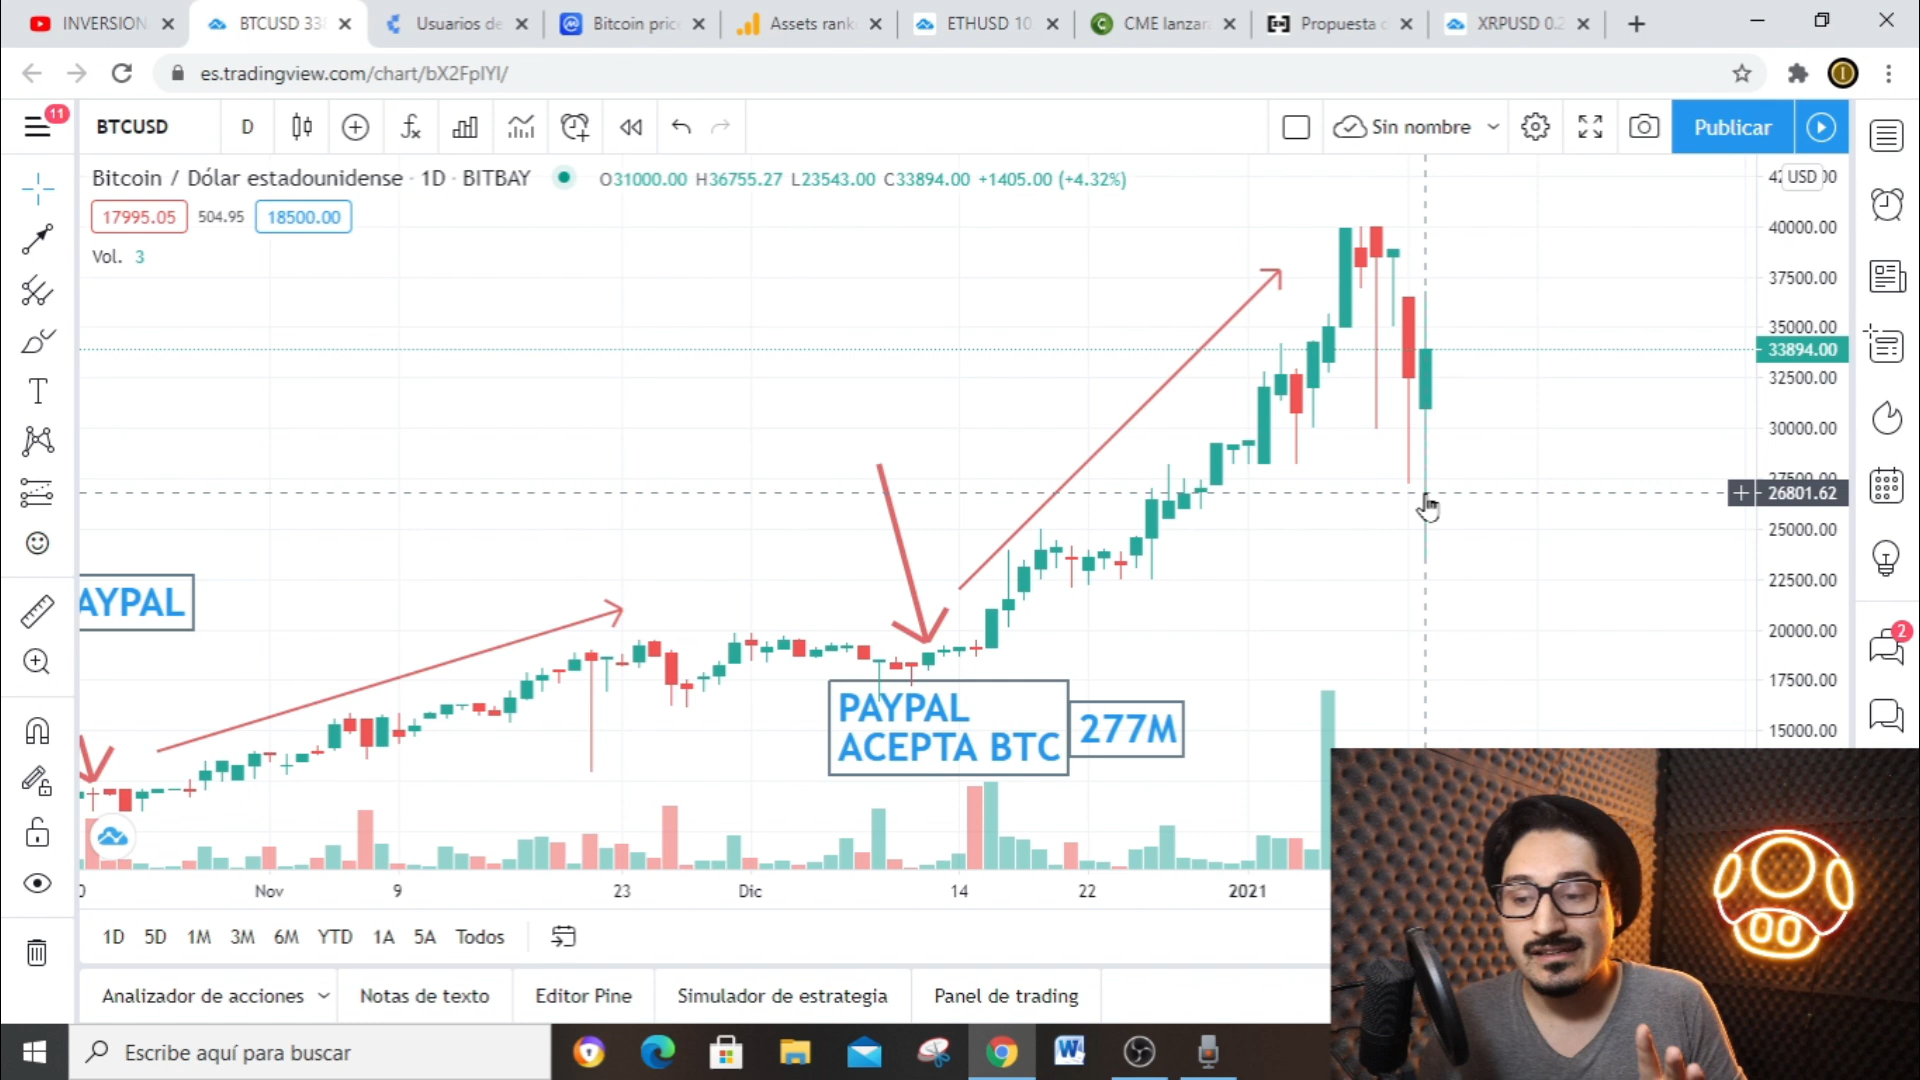 INVERSION
BTCUSD 33
Usuarios de
Bitcoin pric
Assets rank
ETHUSD 10
CME lanzar
Propuesta c
XRPUSD 0.2
es.tradingview.com/chart/bX2FpIYI/
11
BTCUSD
D
Sin nombre
Publicar
Bitcoin / Dólar estadounidense · 1D · BITBAY
O31000.00 H36755.27 L23543.00 C33894.00 +1405.00 (+4.32%)
17995.05
504.95
18500.00
Vol. 3
USD
40000.00
37500.00
35000.00
33894.00
32500.00
30000.00
26801.62
25000.00
22500.00
20000.00
17500.00
15000.00
AYPAL
PAYPAL
ACEPTA BTC
277M
2
Nov
9
23
Dic
14
22
2021
1D 5D 1M 3M 6M YTD 1A 5A Todos
Analizador de acciones
Notas de texto
Editor Pine
Simulador de estrategia
Panel de trading
Escribe aquí para buscar